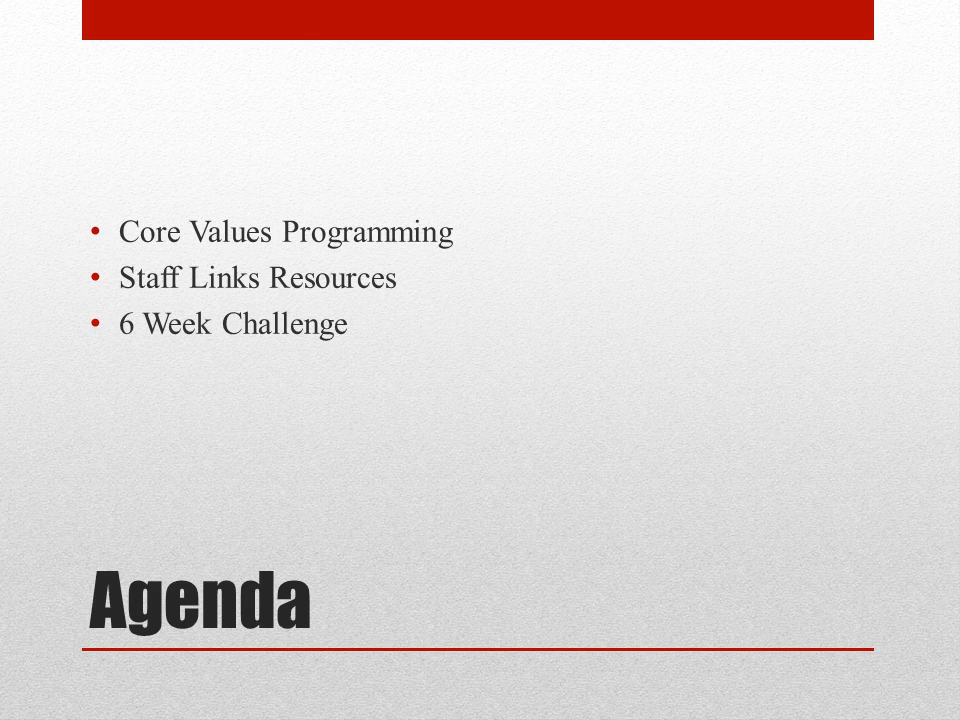 • Core Values Programming
• Staff Links Resources
• 6 Week Challenge
Agenda